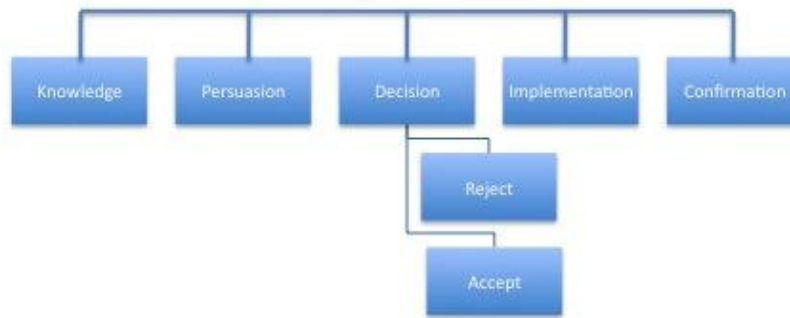 Knowledge
Persuasion
Decision
Implementation
Confirmation
Reject
Accept